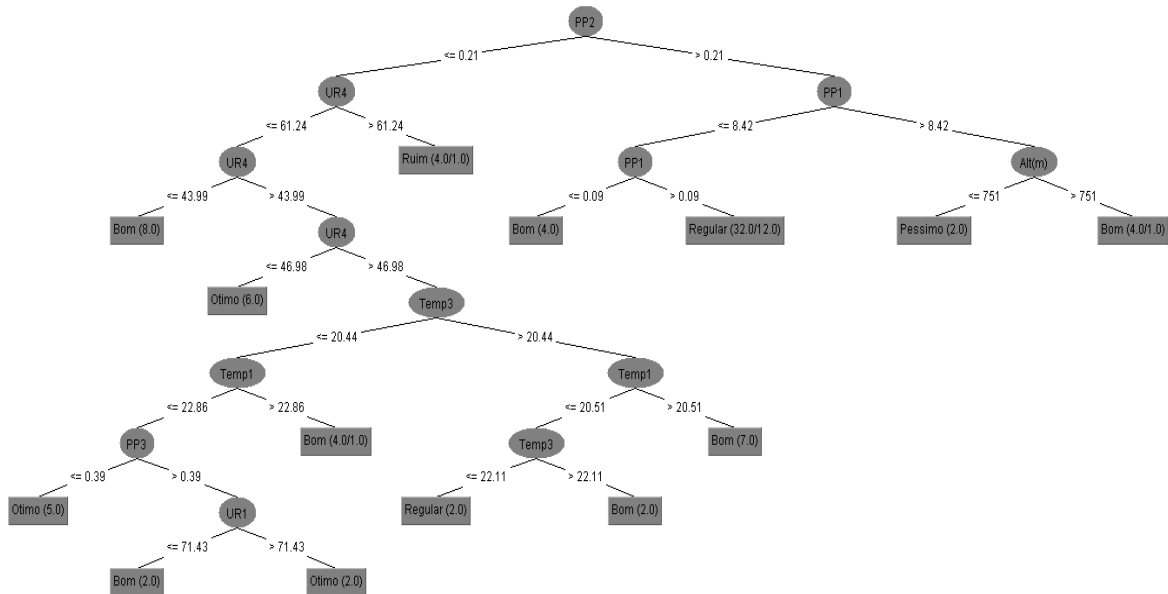 PP2
<= 0.21 > 0.21
UR4 PP1
<= 61.24 > 61.24 <= 8.42 > 8.42
UR4 Ruim (4.0/1.0) PP1 Alt(m)
<= 43.99 > 43.99 <= 0.09 > 0.09 <= 751 > 751
Bom (8.0) UR4 Bom (4.0) Regular (32.0/12.0) Pessimo (2.0) Bom (4.0/1.0)
<= 46.98 > 46.98
Otimo (6.0) Temp3
<= 20.44 > 20.44
Temp1 Temp1
<= 22.86 > 22.86 <= 20.51 > 20.51
PP3 Bom (4.0/1.0) Temp3 Bom (7.0)
<= 0.39 > 0.39 <= 22.11 > 22.11
Otimo (5.0) UR1 Regular (2.0) Bom (2.0)
<= 71.43 > 71.43
Bom (2.0) Otimo (2.0)